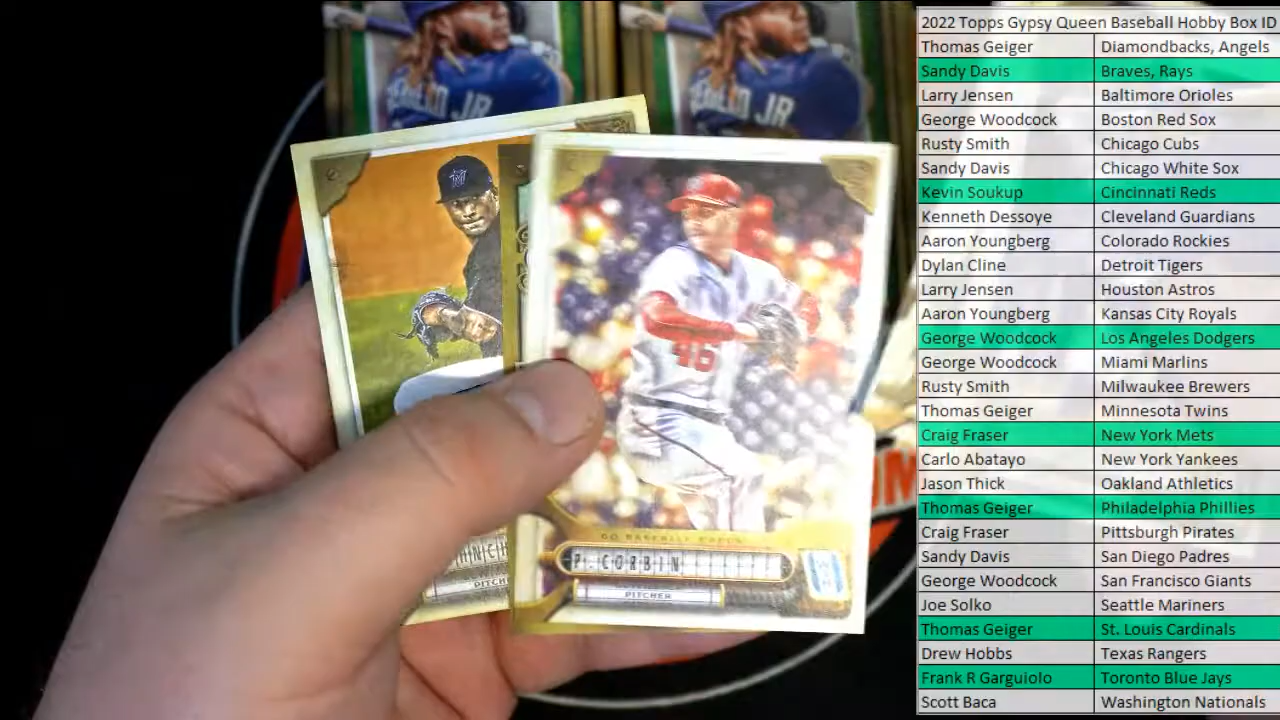 2022 Topps Gypsy Queen Baseball Hobby Box ID
Thomas Geiger Diamondbacks, Angels
Sandy Davis Braves, Rays
Larry Jensen Baltimore Orioles
George Woodcock Boston Red Sox
Rusty Smith Chicago Cubs
Sandy Davis Chicago White Sox
Kevin Soukup Cincinnati Reds
Kenneth Dessoye Cleveland Guardians
Aaron Youngberg Colorado Rockies
Dylan Cline Detroit Tigers
Larry Jensen Houston Astros
Aaron Youngberg Kansas City Royals
George Woodcock Los Angeles Dodgers
George Woodcock Miami Marlins
Rusty Smith Milwaukee Brewers
Thomas Geiger Minnesota Twins
Craig Fraser New York Mets
Carlo Abatayo New York Yankees
Jason Thick Oakland Athletics
Thomas Geiger Philadelphia Phillies
Craig Fraser Pittsburgh Pirates
Sandy Davis San Diego Padres
George Woodcock San Francisco Giants
Joe Solko Seattle Mariners
Thomas Geiger St. Louis Cardinals
Drew Hobbs Texas Rangers
Frank R Garguiolo Toronto Blue Jays
Scott Baca Washington Nationals
46
GQ BASEBALL CARDS
P. CORBIN
PITCHER
PITCHER